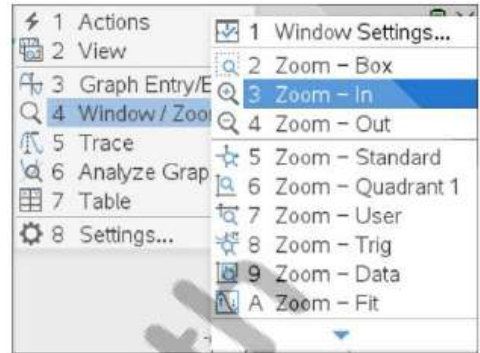 1 Actions
2 View
3 Graph Entry/E
4 Window / Zoo
5 Trace
6 Analyze Grap
7 Table
8 Settings...
1 Window Settings...
2 Zoom – Box
3 Zoom – In
4 Zoom – Out
5 Zoom – Standard
6 Zoom – Quadrant 1
7 Zoom – User
8 Zoom – Trig
9 Zoom – Data
A Zoom – Fit